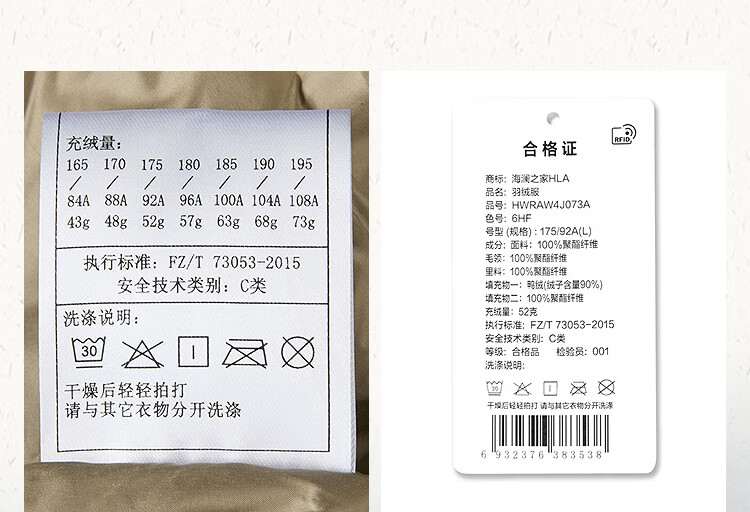 充绒量:
165 170 175 180 185 190 195
/ / / / / / /
84A 88A 92A 96A 100A 104A 108A
43g 48g 52g 57g 63g 68g 73g
执行标准: FZ/T 73053-2015
安全技术类别: C类
洗涤说明:
30
干燥后轻轻拍打
请与其它衣物分开洗涤
RFID
合格证
商标: 海澜之家HLA
品名: 羽绒服
品号: HWRAW4J073A
色号: 6HF
号型 (规格) : 175/92A(L)
成分: 面料: 100%聚酯纤维
毛领: 100%聚酯纤维
里料: 100%聚酯纤维
填充物一: 鸭绒(绒子含量90%)
填充物二: 100%聚酯纤维
充绒量: 52克
执行标准: FZ/T 73053-2015
安全技术类别: C类
等级: 合格品 检验员: 001
洗涤说明:
30
干燥后轻轻拍打 请与其它衣物分开洗涤
6 932376 383538